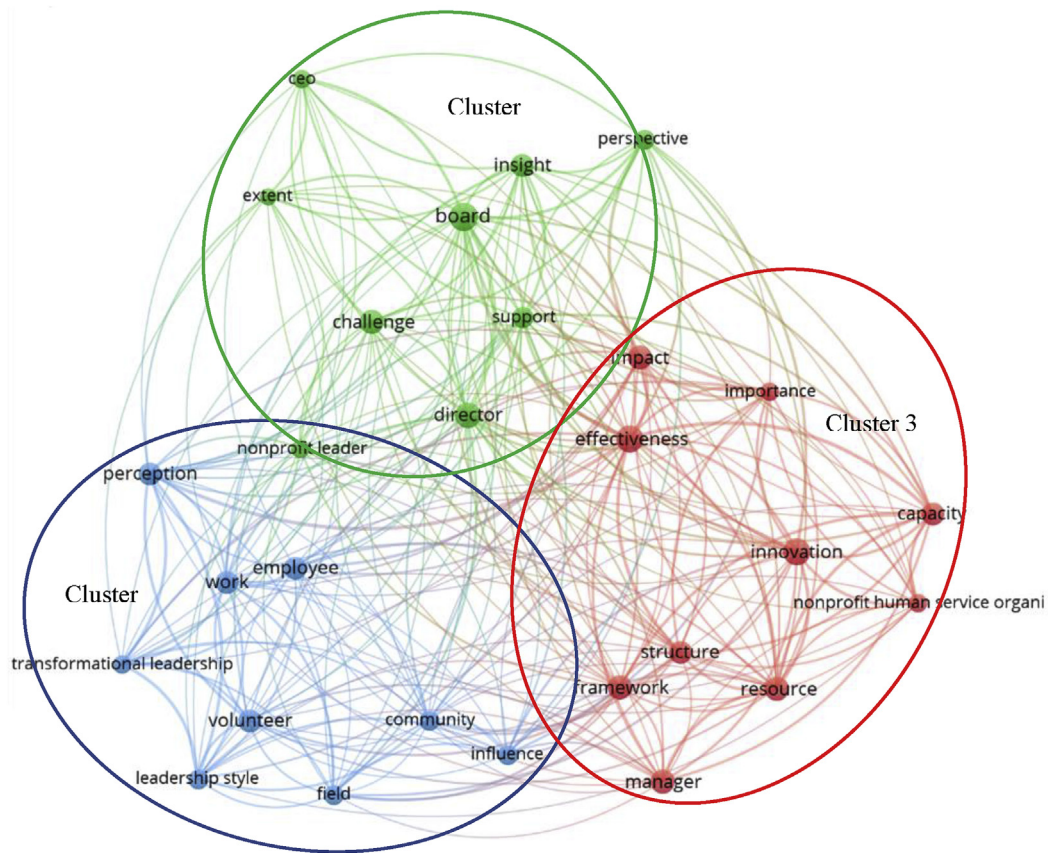 ceo
Cluster
perspective
insight
extent
board
challenge
support
impact
importance
director
Cluster 3
effectiveness
nonprofit leader
perception
capacity
innovation
employee
work
Cluster
nonprofit human service organi
structure
transformational leadership
framework
resource
volunteer
community
influence
leadership style
manager
field